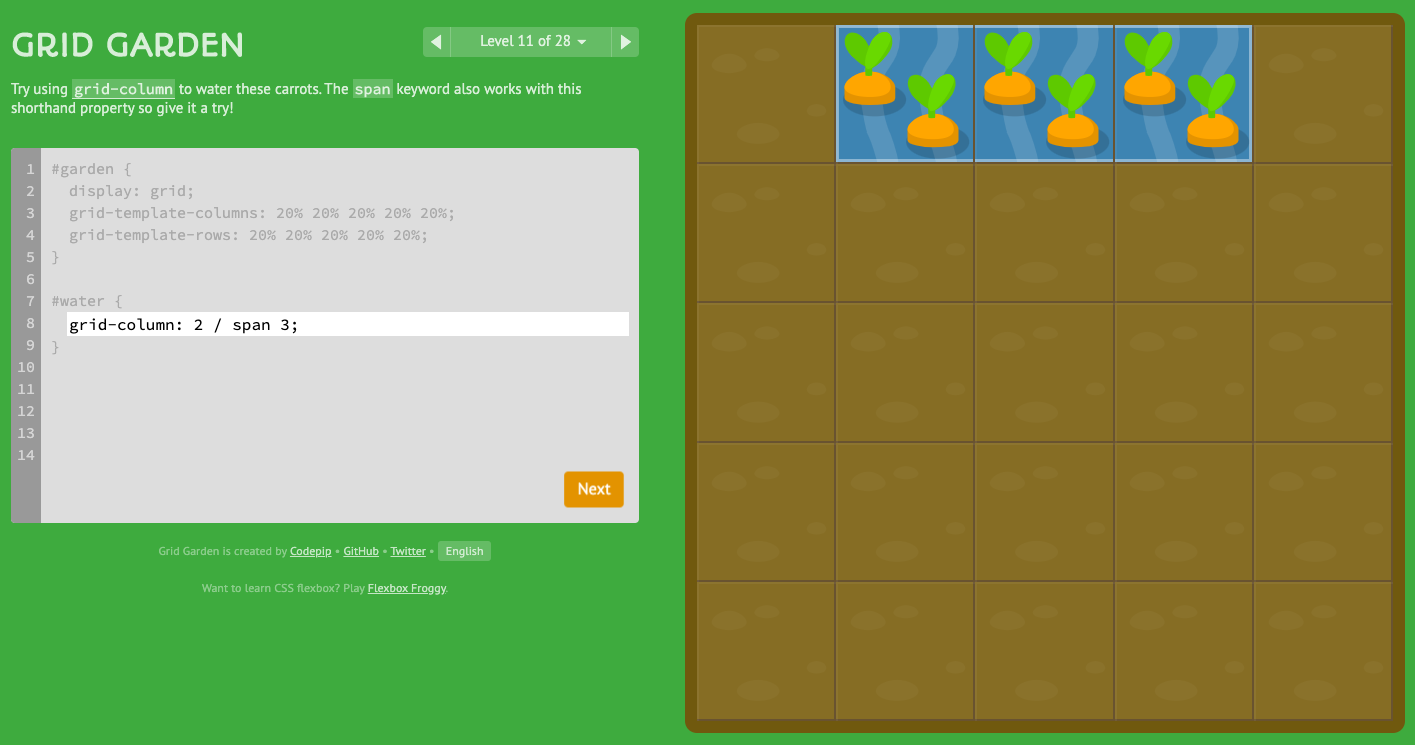 GRID GARDEN
Level 11 of 28
Try using grid-column to water these carrots. The span keyword also works with this
shorthand property so give it a try!
1 #garden {
2 display: grid;
3 grid-template-columns: 20% 20% 20% 20% 20%;
4 grid-template-rows: 20% 20% 20% 20% 20%;
5 }
6
7 #water {
8 grid-column: 2 / span 3;
9 }
10
11
12
13
14
Next
Grid Garden is created by Codepip • GitHub • Twitter • English
Want to learn CSS flexbox? Play Flexbox Froggy.